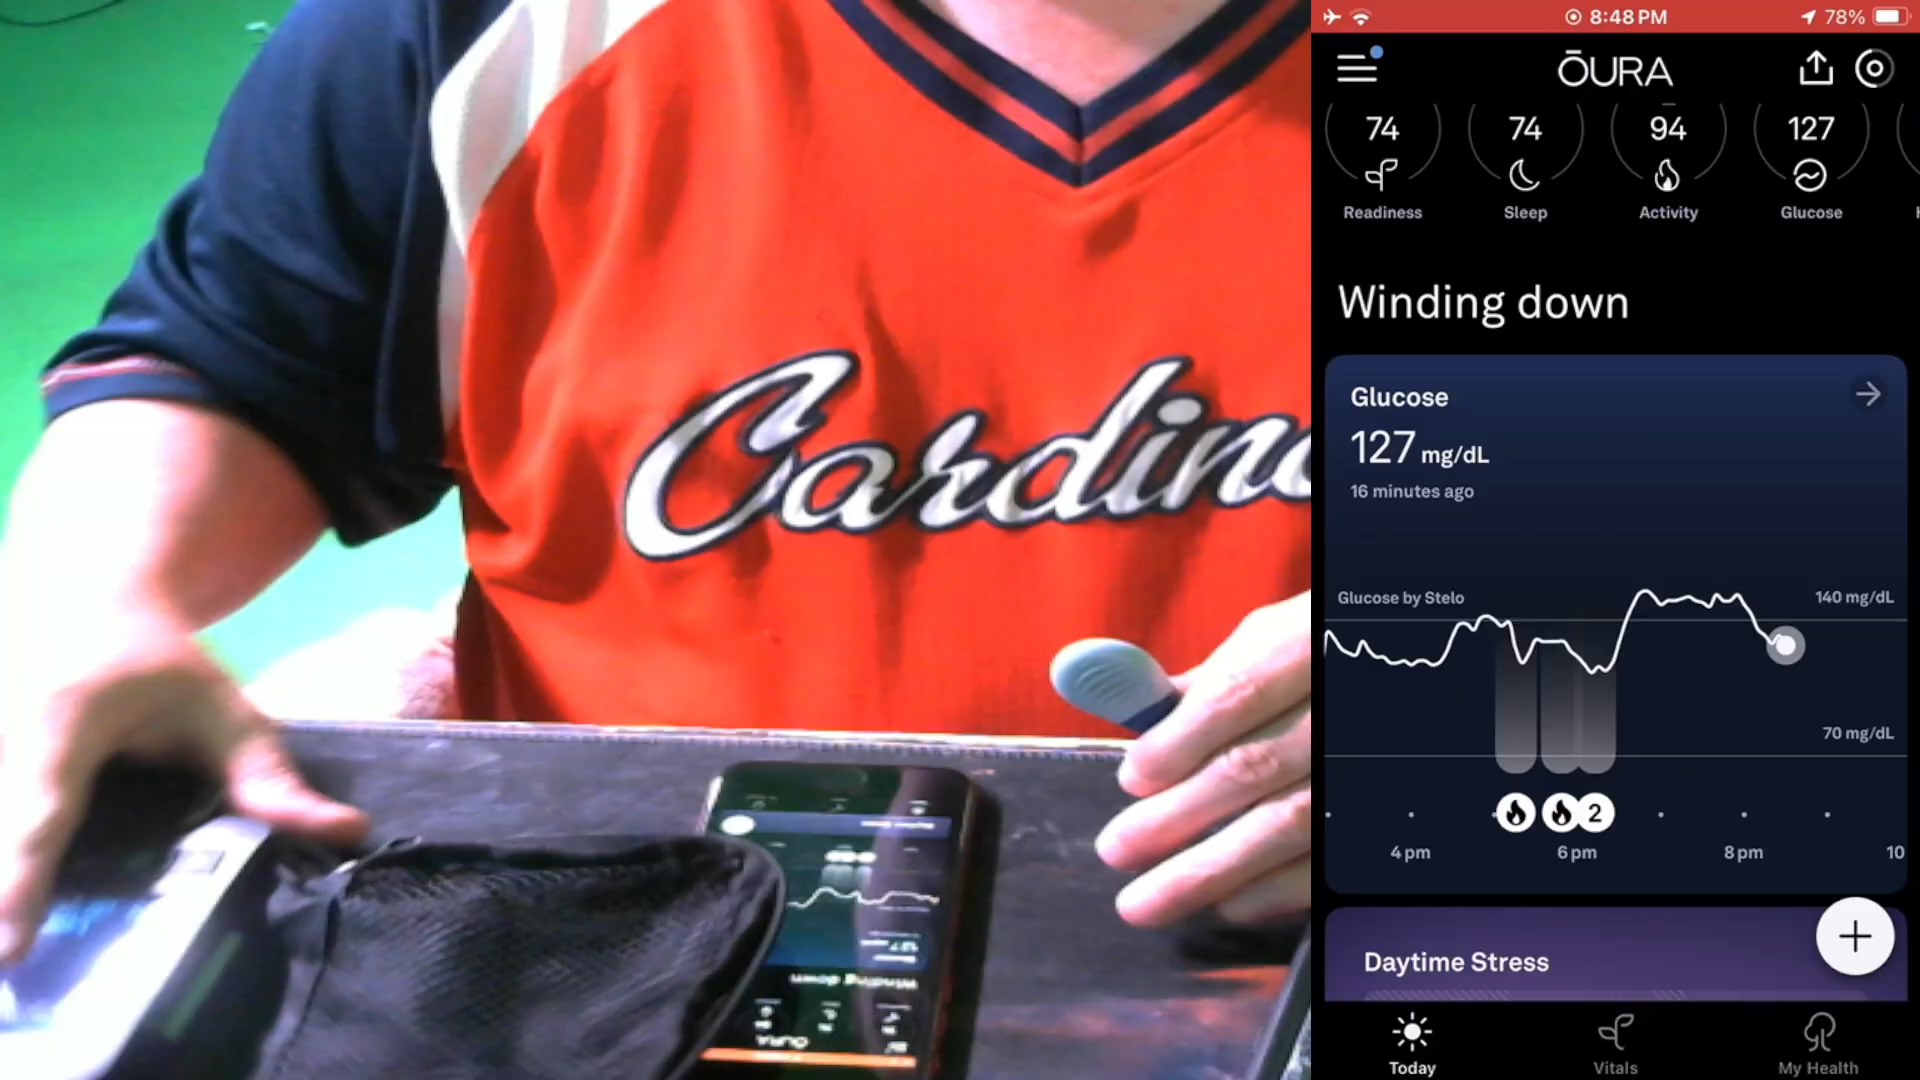 Cardin
8:48 PM
78%
ŌURA
74
74
94
127
Readiness
Sleep
Activity
Glucose
Winding down
Glucose
127 mg/dL
16 minutes ago
Glucose by Stelo
140 mg/dL
70 mg/dL
2
4 pm
6 pm
8 pm
10
Daytime Stress
Today
Vitals
My Health